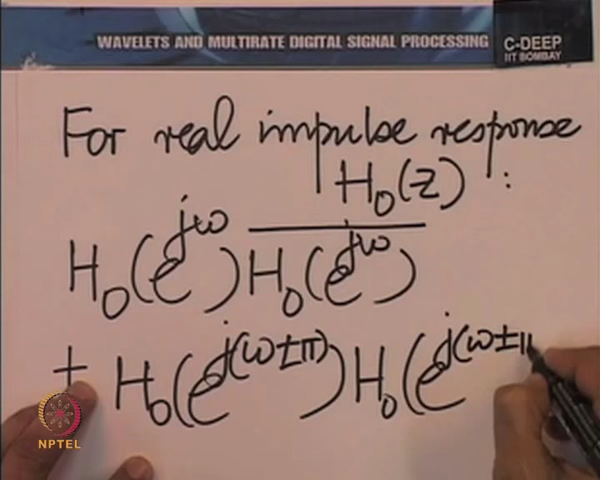 WAVELETS AND MULTIRATE DIGITAL SIGNAL PROCESSING
C-DEEP
IIT BOMBAY
For real impulse response
H₀(z) :
H₀(e^{jω}) \overline{H₀(e^{jω})}
± H₀(e^{j(ω±π)}) H₀(e^{j(ω±π
NPTEL